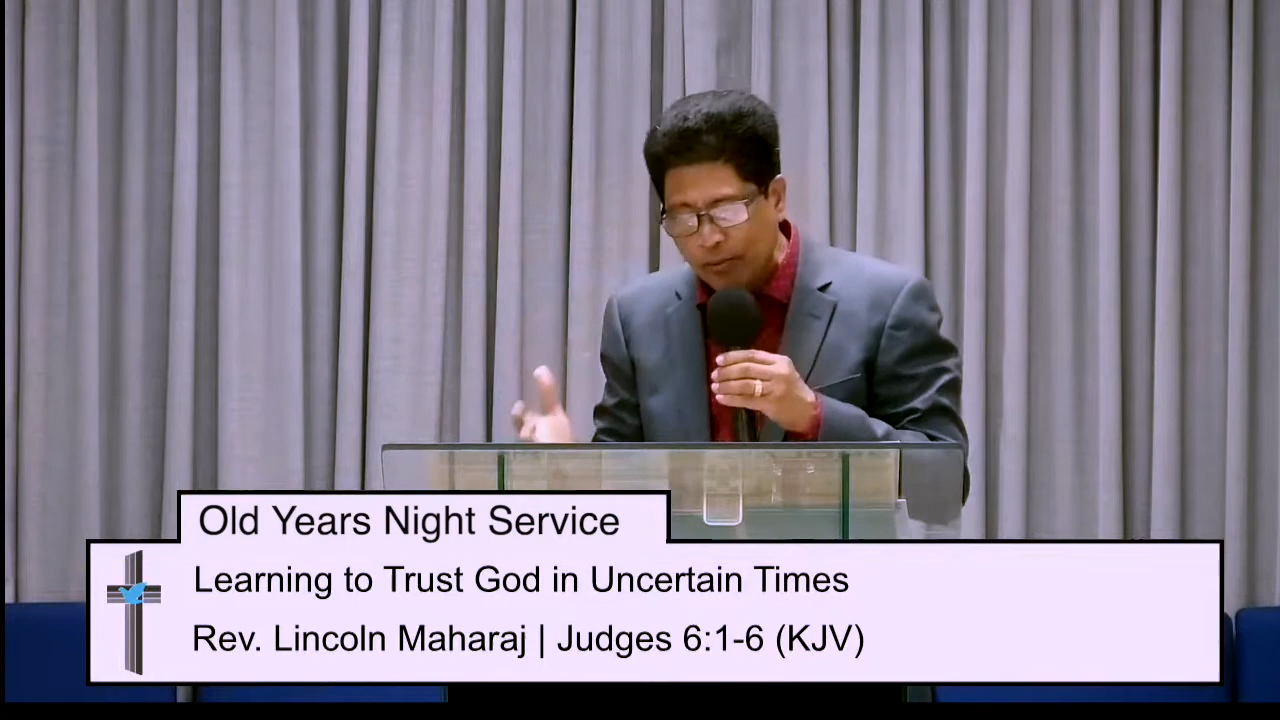 Old Years Night Service
Learning to Trust God in Uncertain Times
Rev. Lincoln Maharaj | Judges 6:1-6 (KJV)